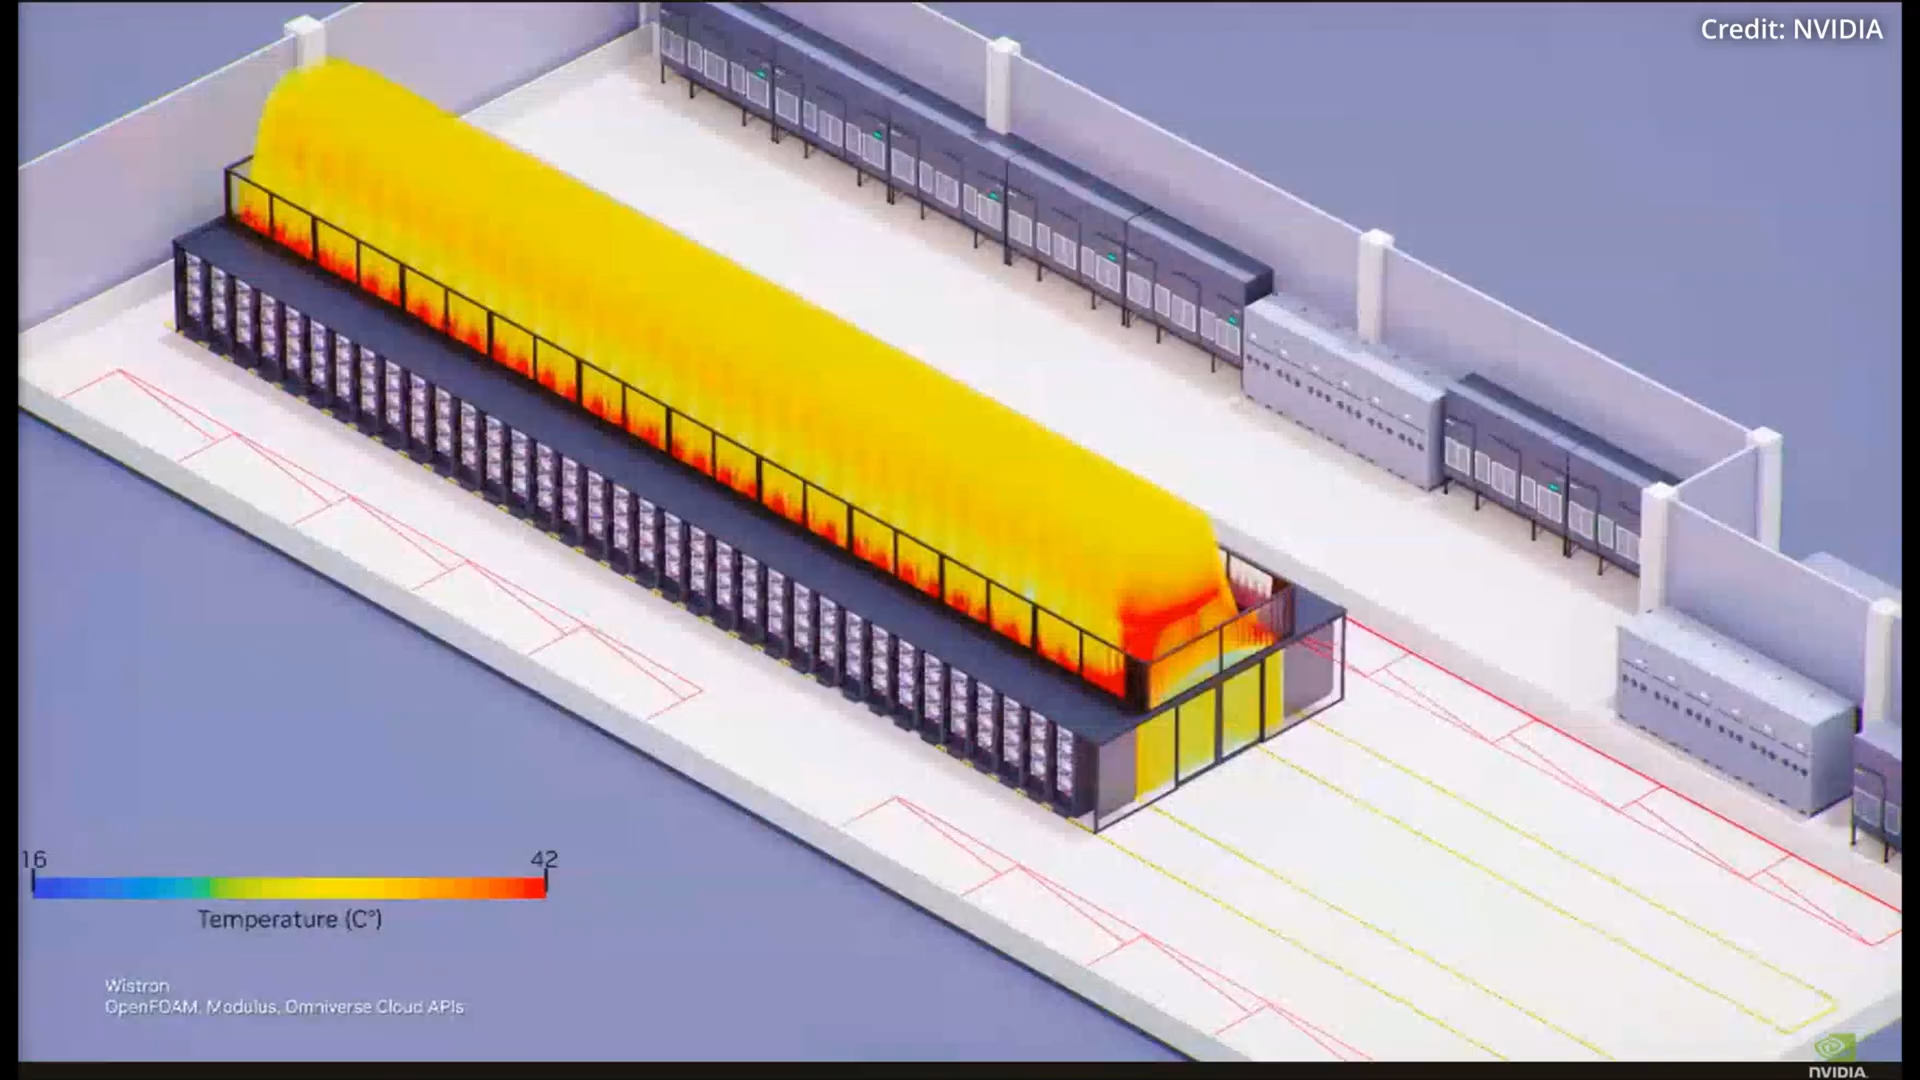 Credit: NVIDIA
16 42
Temperature (C°)
Wistron
OpenFOAM, Modulus, Omniverse Cloud APIs
NVIDIA.